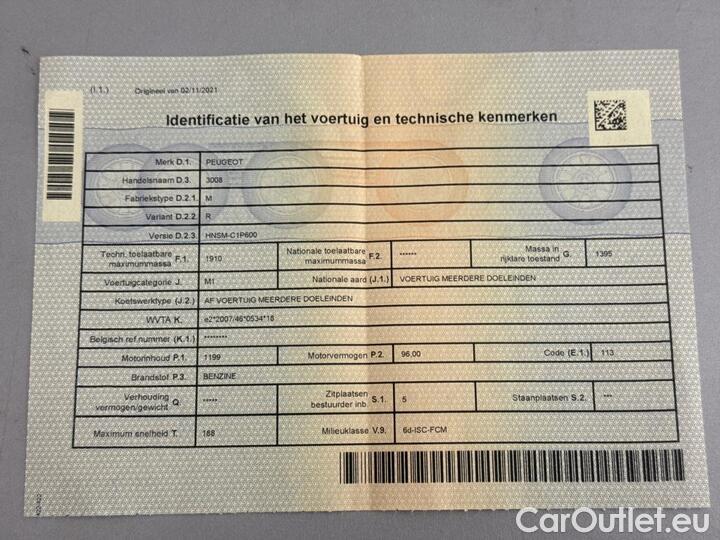 (I.1.) Origineel van 02/11/2021
Identificatie van het voertuig en technische kenmerken
Merk D.1. PEUGEOT
Handelsnaam D.3. 3008
Fabriekstype D.2.1. M
Variant D.2.2. R
Versie D.2.3. HNSM-C1P600
Techn. toelaatbare maximummassa F.1. 1910 Nationale toelaatbare maximummassa F.2. ****** Massa in rijklare toestand G. 1395
Voertuigcategorie J. M1 Nationale aard (J.1.) VOERTUIG MEERDERE DOELEINDEN
Koetswerktype (J.2.) AF VOERTUIG MEERDERE DOELEINDEN
WVTA K. e2*2007/46*0534*18
Belgisch ref.nummer (K.1.) ********
Motorinhoud P.1. 1199 Motorvermogen P.2. 96,00 Code (E.1.) 113
Brandstof P.3. BENZINE
Verhouding vermogen/gewicht Q. ***** Zitplaatsen bestuurder inb. S.1. 5 Staanplaatsen S.2. ***
Maximum snelheid T. 188 Milieuklasse V.9. 6d-ISC-FCM
CarOutlet.eu